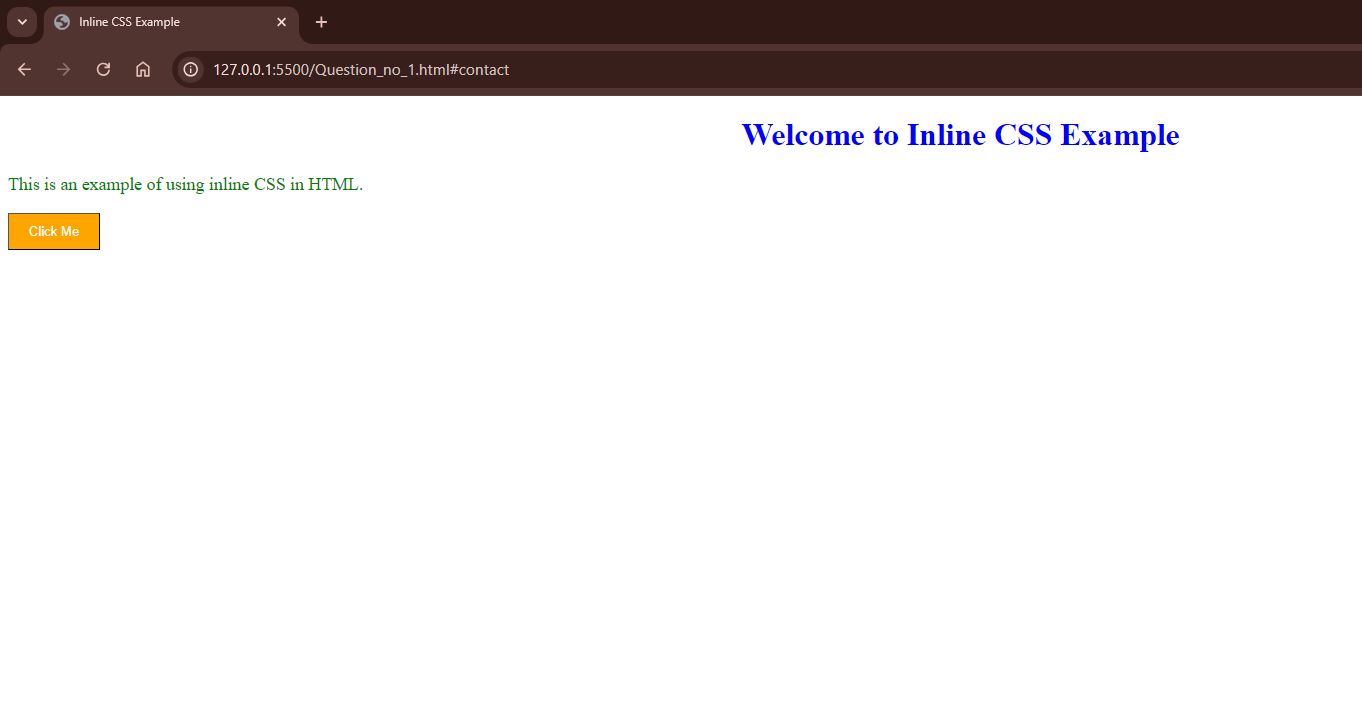 Inline CSS Example
127.0.0.1:5500/Question_no_1.html#contact
Welcome to Inline CSS Example
This is an example of using inline CSS in HTML.
Click Me